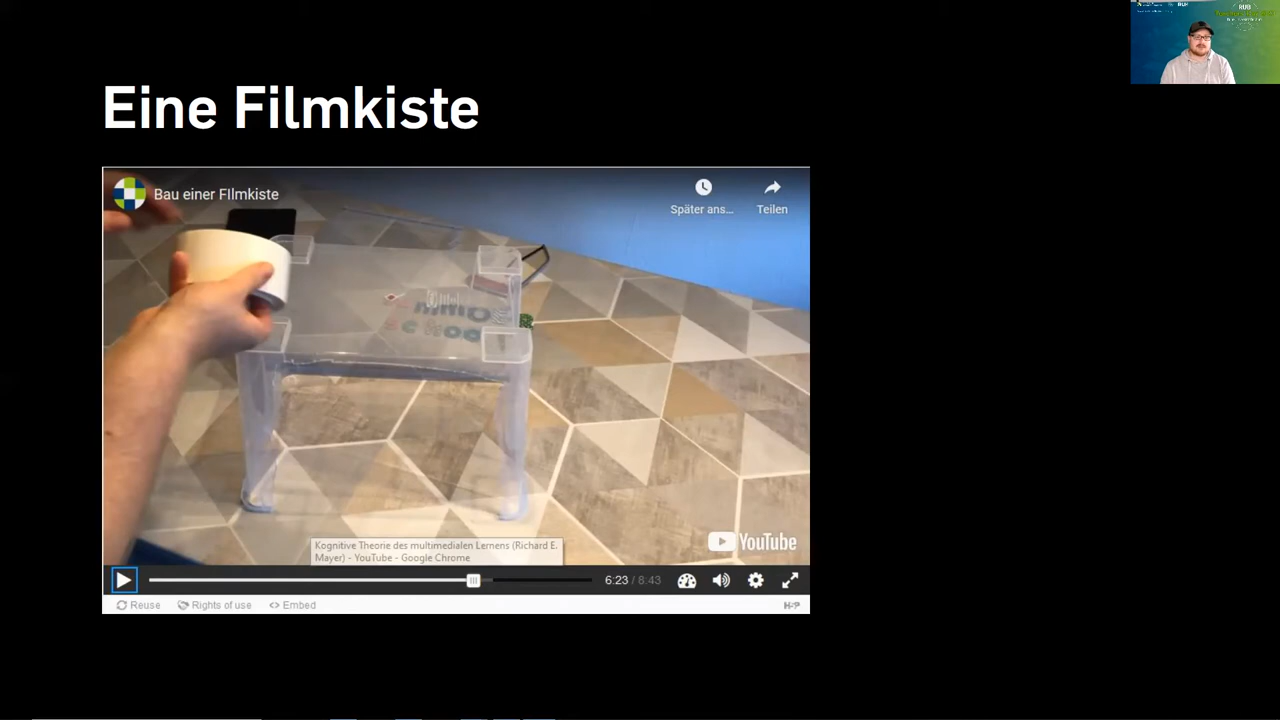 RUB
Eine Filmkiste
Bau einer FIlmkiste
Später ans...
Teilen
YouTube
Kognitive Theorie des multimedialen Lernens (Richard E.
Mayer) - YouTube - Google Chrome
6:23 / 8:43
Reuse
Rights of use
Embed
H-P